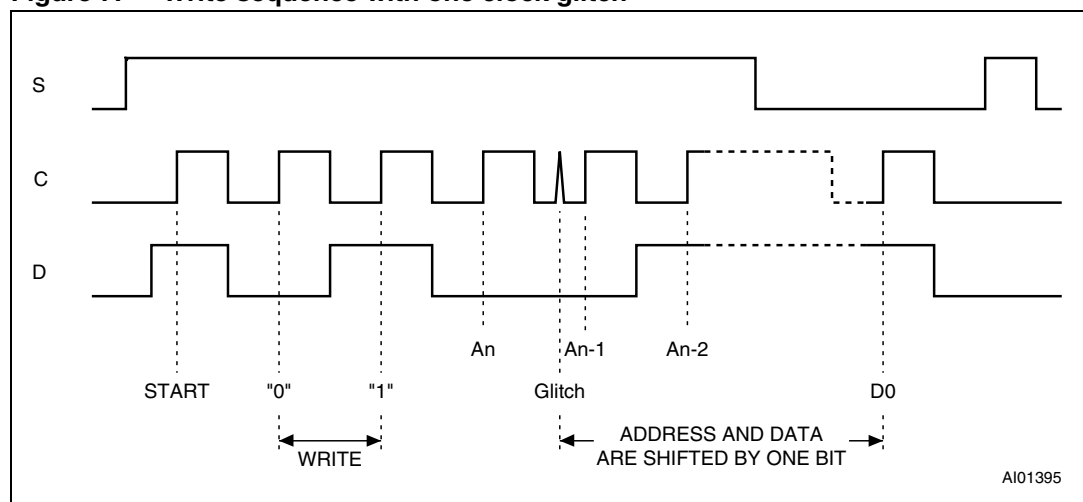 Figure Write sequence with one clock glitch
S
C
D
An An-1 An-2
START "0" "1" Glitch D0
WRITE
ADDRESS AND DATA
ARE SHIFTED BY ONE BIT
AI01395